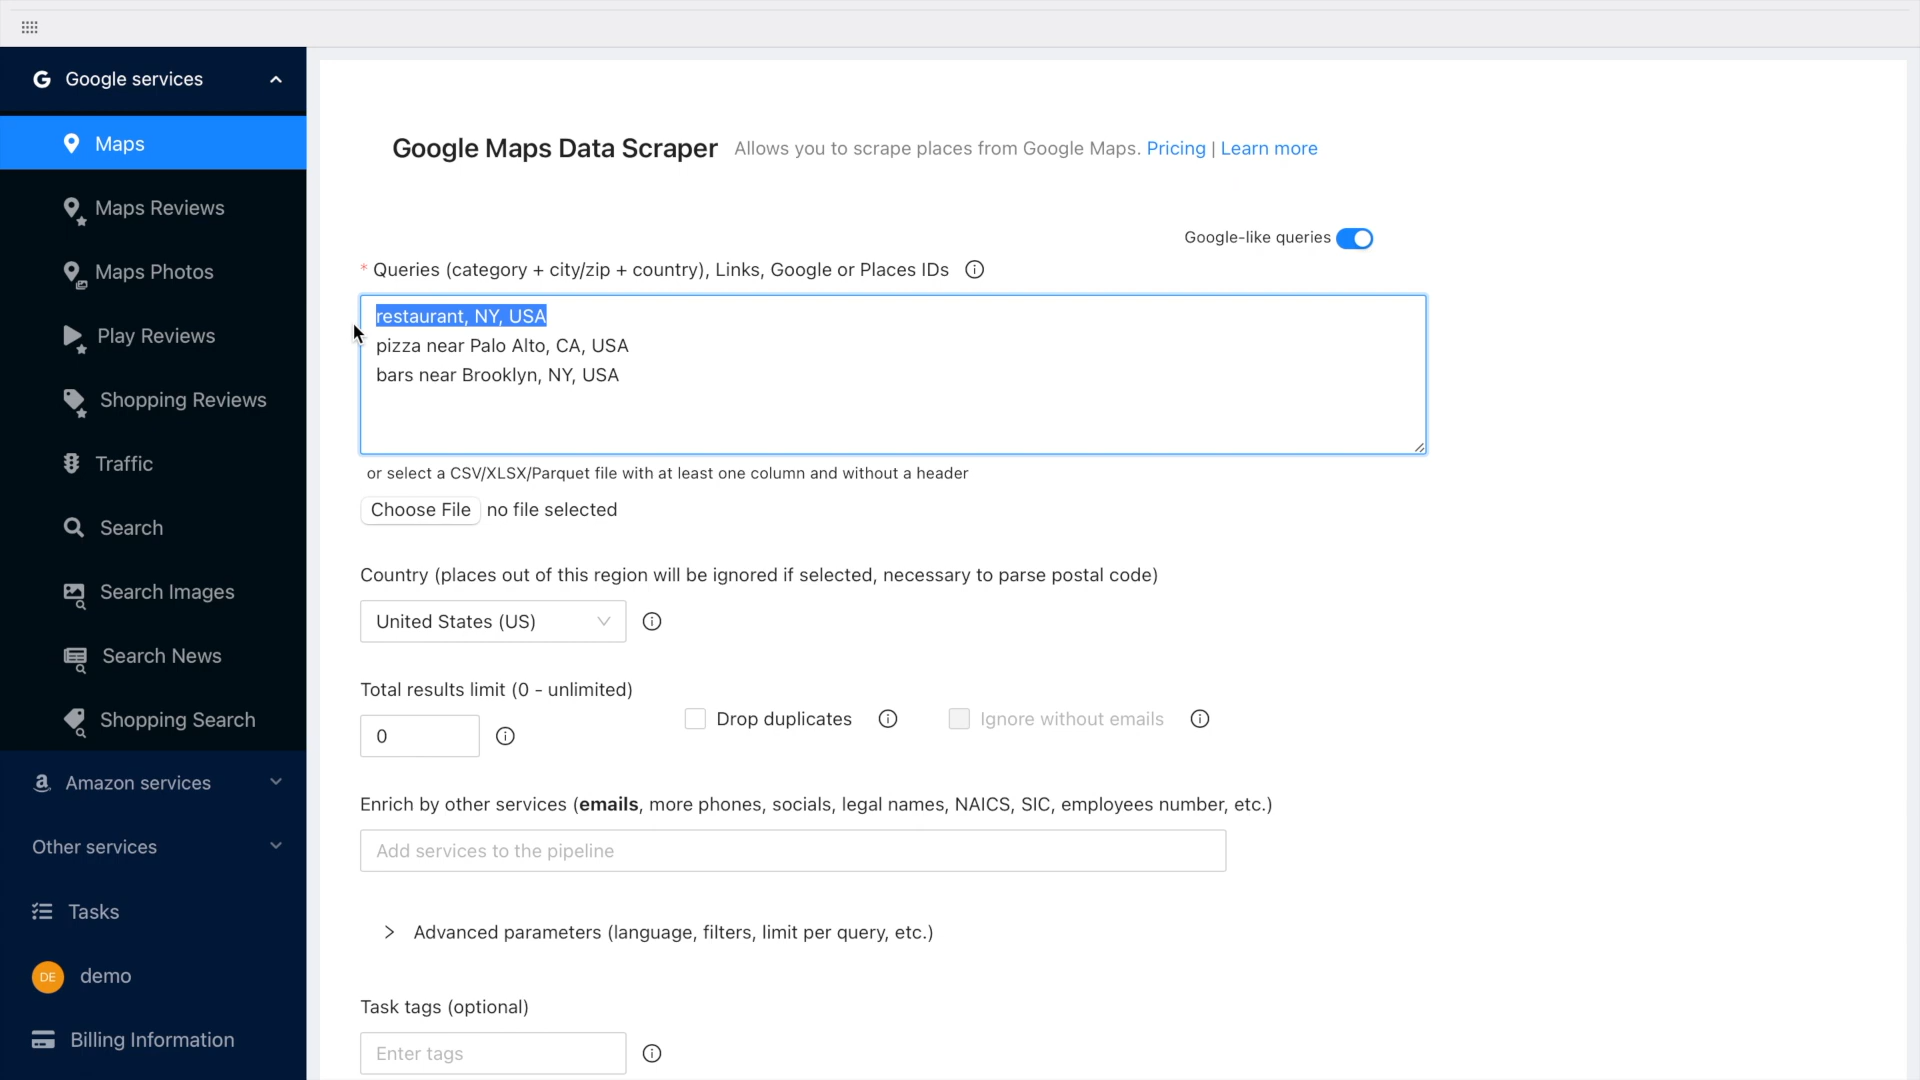 Google services
Maps
Maps Reviews
Maps Photos
Play Reviews
Shopping Reviews
Traffic
Search
Search Images
Search News
Shopping Search
Amazon services
Other services
Tasks
DE demo
Billing Information
Google Maps Data Scraper Allows you to scrape places from Google Maps. Pricing | Learn more
Google-like queries
* Queries (category + city/zip + country), Links, Google or Places IDs
restaurant, NY, USA
pizza near Palo Alto, CA, USA
bars near Brooklyn, NY, USA
or select a CSV/XLSX/Parquet file with at least one column and without a header
Choose File no file selected
Country (places out of this region will be ignored if selected, necessary to parse postal code)
United States (US)
Total results limit (0 - unlimited)
0
Drop duplicates
Ignore without emails
Enrich by other services (emails, more phones, socials, legal names, NAICS, SIC, employees number, etc.)
Add services to the pipeline
Advanced parameters (language, filters, limit per query, etc.)
Task tags (optional)
Enter tags